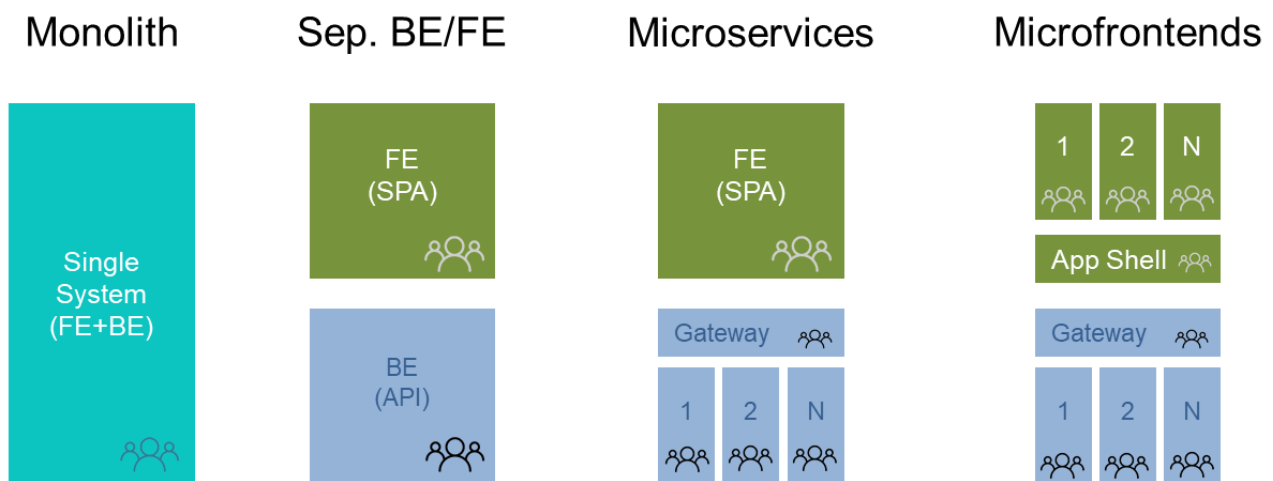 Monolith
Sep. BE/FE
Microservices
Microfrontends
Single
System
(FE+BE)
FE
(SPA)
BE
(API)
FE
(SPA)
Gateway
1 2 N
1 2 N
App Shell
Gateway
1 2 N